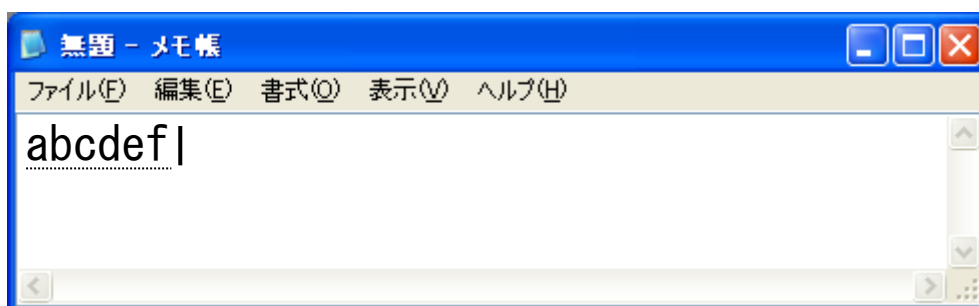 無題 - メモ帳
ファイル(F) 編集(E) 書式(O) 表示(V) ヘルプ(H)
abcdef